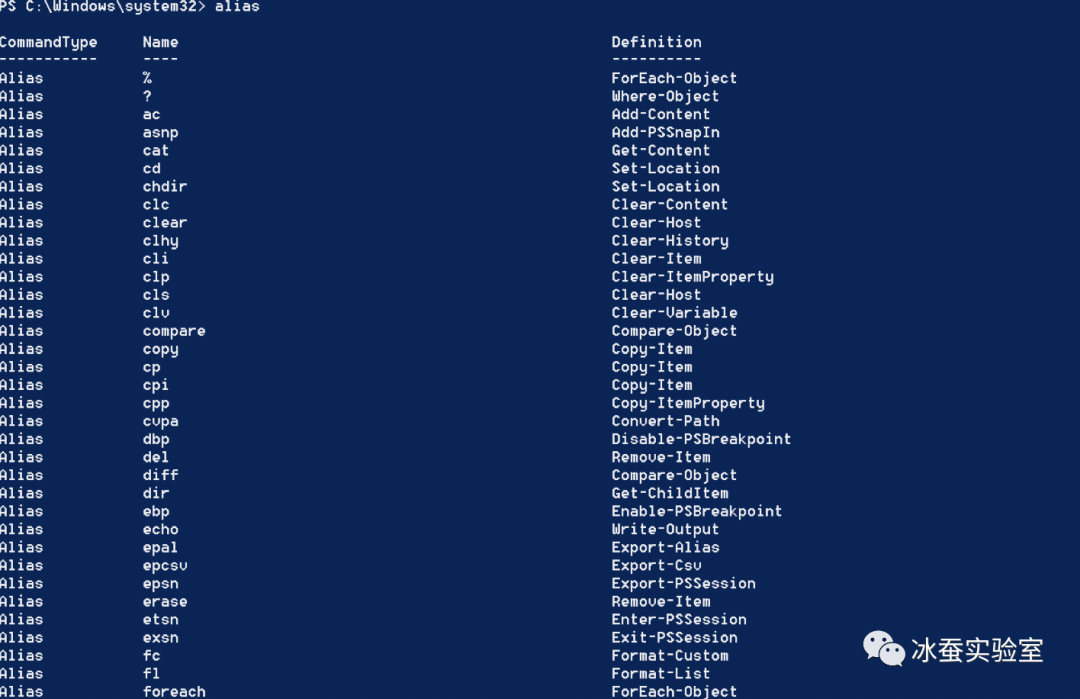 PS C:\Windows\system32> alias
CommandType Name Definition
----------- ---- ----------
Alias % ForEach-Object
Alias ? Where-Object
Alias ac Add-Content
Alias asnp Add-PSSnapIn
Alias cat Get-Content
Alias cd Set-Location
Alias chdir Set-Location
Alias clc Clear-Content
Alias clear Clear-Host
Alias clhy Clear-History
Alias cli Clear-Item
Alias clp Clear-ItemProperty
Alias cls Clear-Host
Alias clv Clear-Variable
Alias compare Compare-Object
Alias copy Copy-Item
Alias cp Copy-Item
Alias cpi Copy-Item
Alias cpp Copy-ItemProperty
Alias cvpa Convert-Path
Alias dbp Disable-PSBreakpoint
Alias del Remove-Item
Alias diff Compare-Object
Alias dir Get-ChildItem
Alias ebp Enable-PSBreakpoint
Alias echo Write-Output
Alias epal Export-Alias
Alias epcsv Export-Csv
Alias epsn Export-PSSession
Alias erase Remove-Item
Alias etsn Enter-PSSession
Alias exsn Exit-PSSession
Alias fc Format-Custom
Alias fl Format-List
Alias foreach ForEach-Object
冰蚕实验室